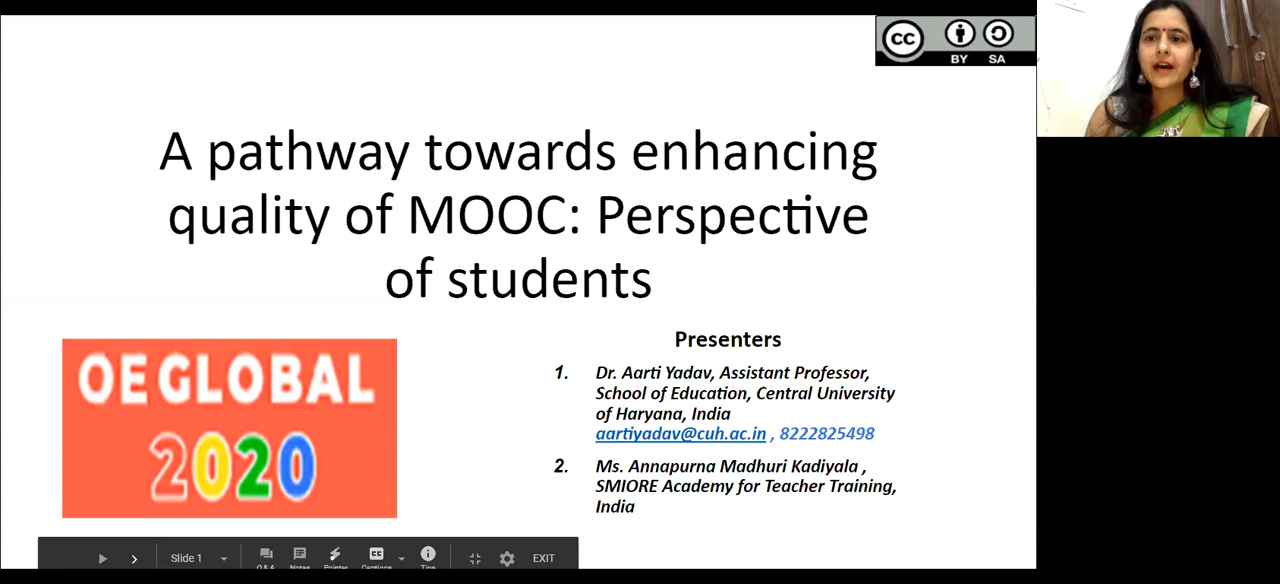 CC BY SA
A pathway towards enhancing
quality of MOOC: Perspective
of students
OE GLOBAL
2020
Presenters
1. Dr. Aarti Yadav, Assistant Professor,
School of Education, Central University
of Haryana, India
aartiyadav@cuh.ac.in , 8222825498
2. Ms. Annapurna Madhuri Kadiyala ,
SMIORE Academy for Teacher Training,
India
Slide 1
Q & A Notes Pointer CC Captions Tips EXIT